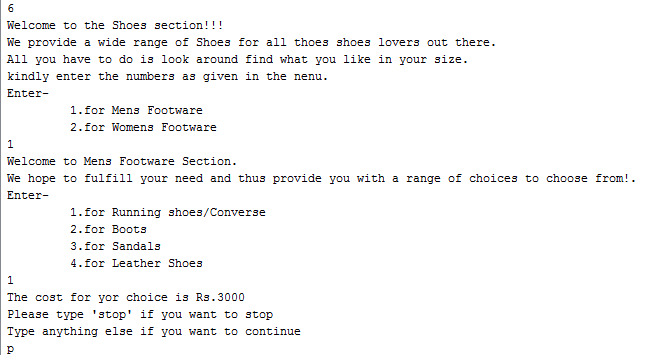 6
Welcome to the Shoes section!!!
We provide a wide range of Shoes for all thoes shoes lovers out there.
All you have to do is look around find what you like in your size.
kindly enter the numbers as given in the nenu.
Enter-
1.for Mens Footware
2.for Womens Footware
1
Welcome to Mens Footware Section.
We hope to fulfill your need and thus provide you with a range of choices to choose from!.
Enter-
1.for Running shoes/Converse
2.for Boots
3.for Sandals
4.for Leather Shoes
1
The cost for yor choice is Rs.3000
Please type 'stop' if you want to stop
Type anything else if you want to continue
p